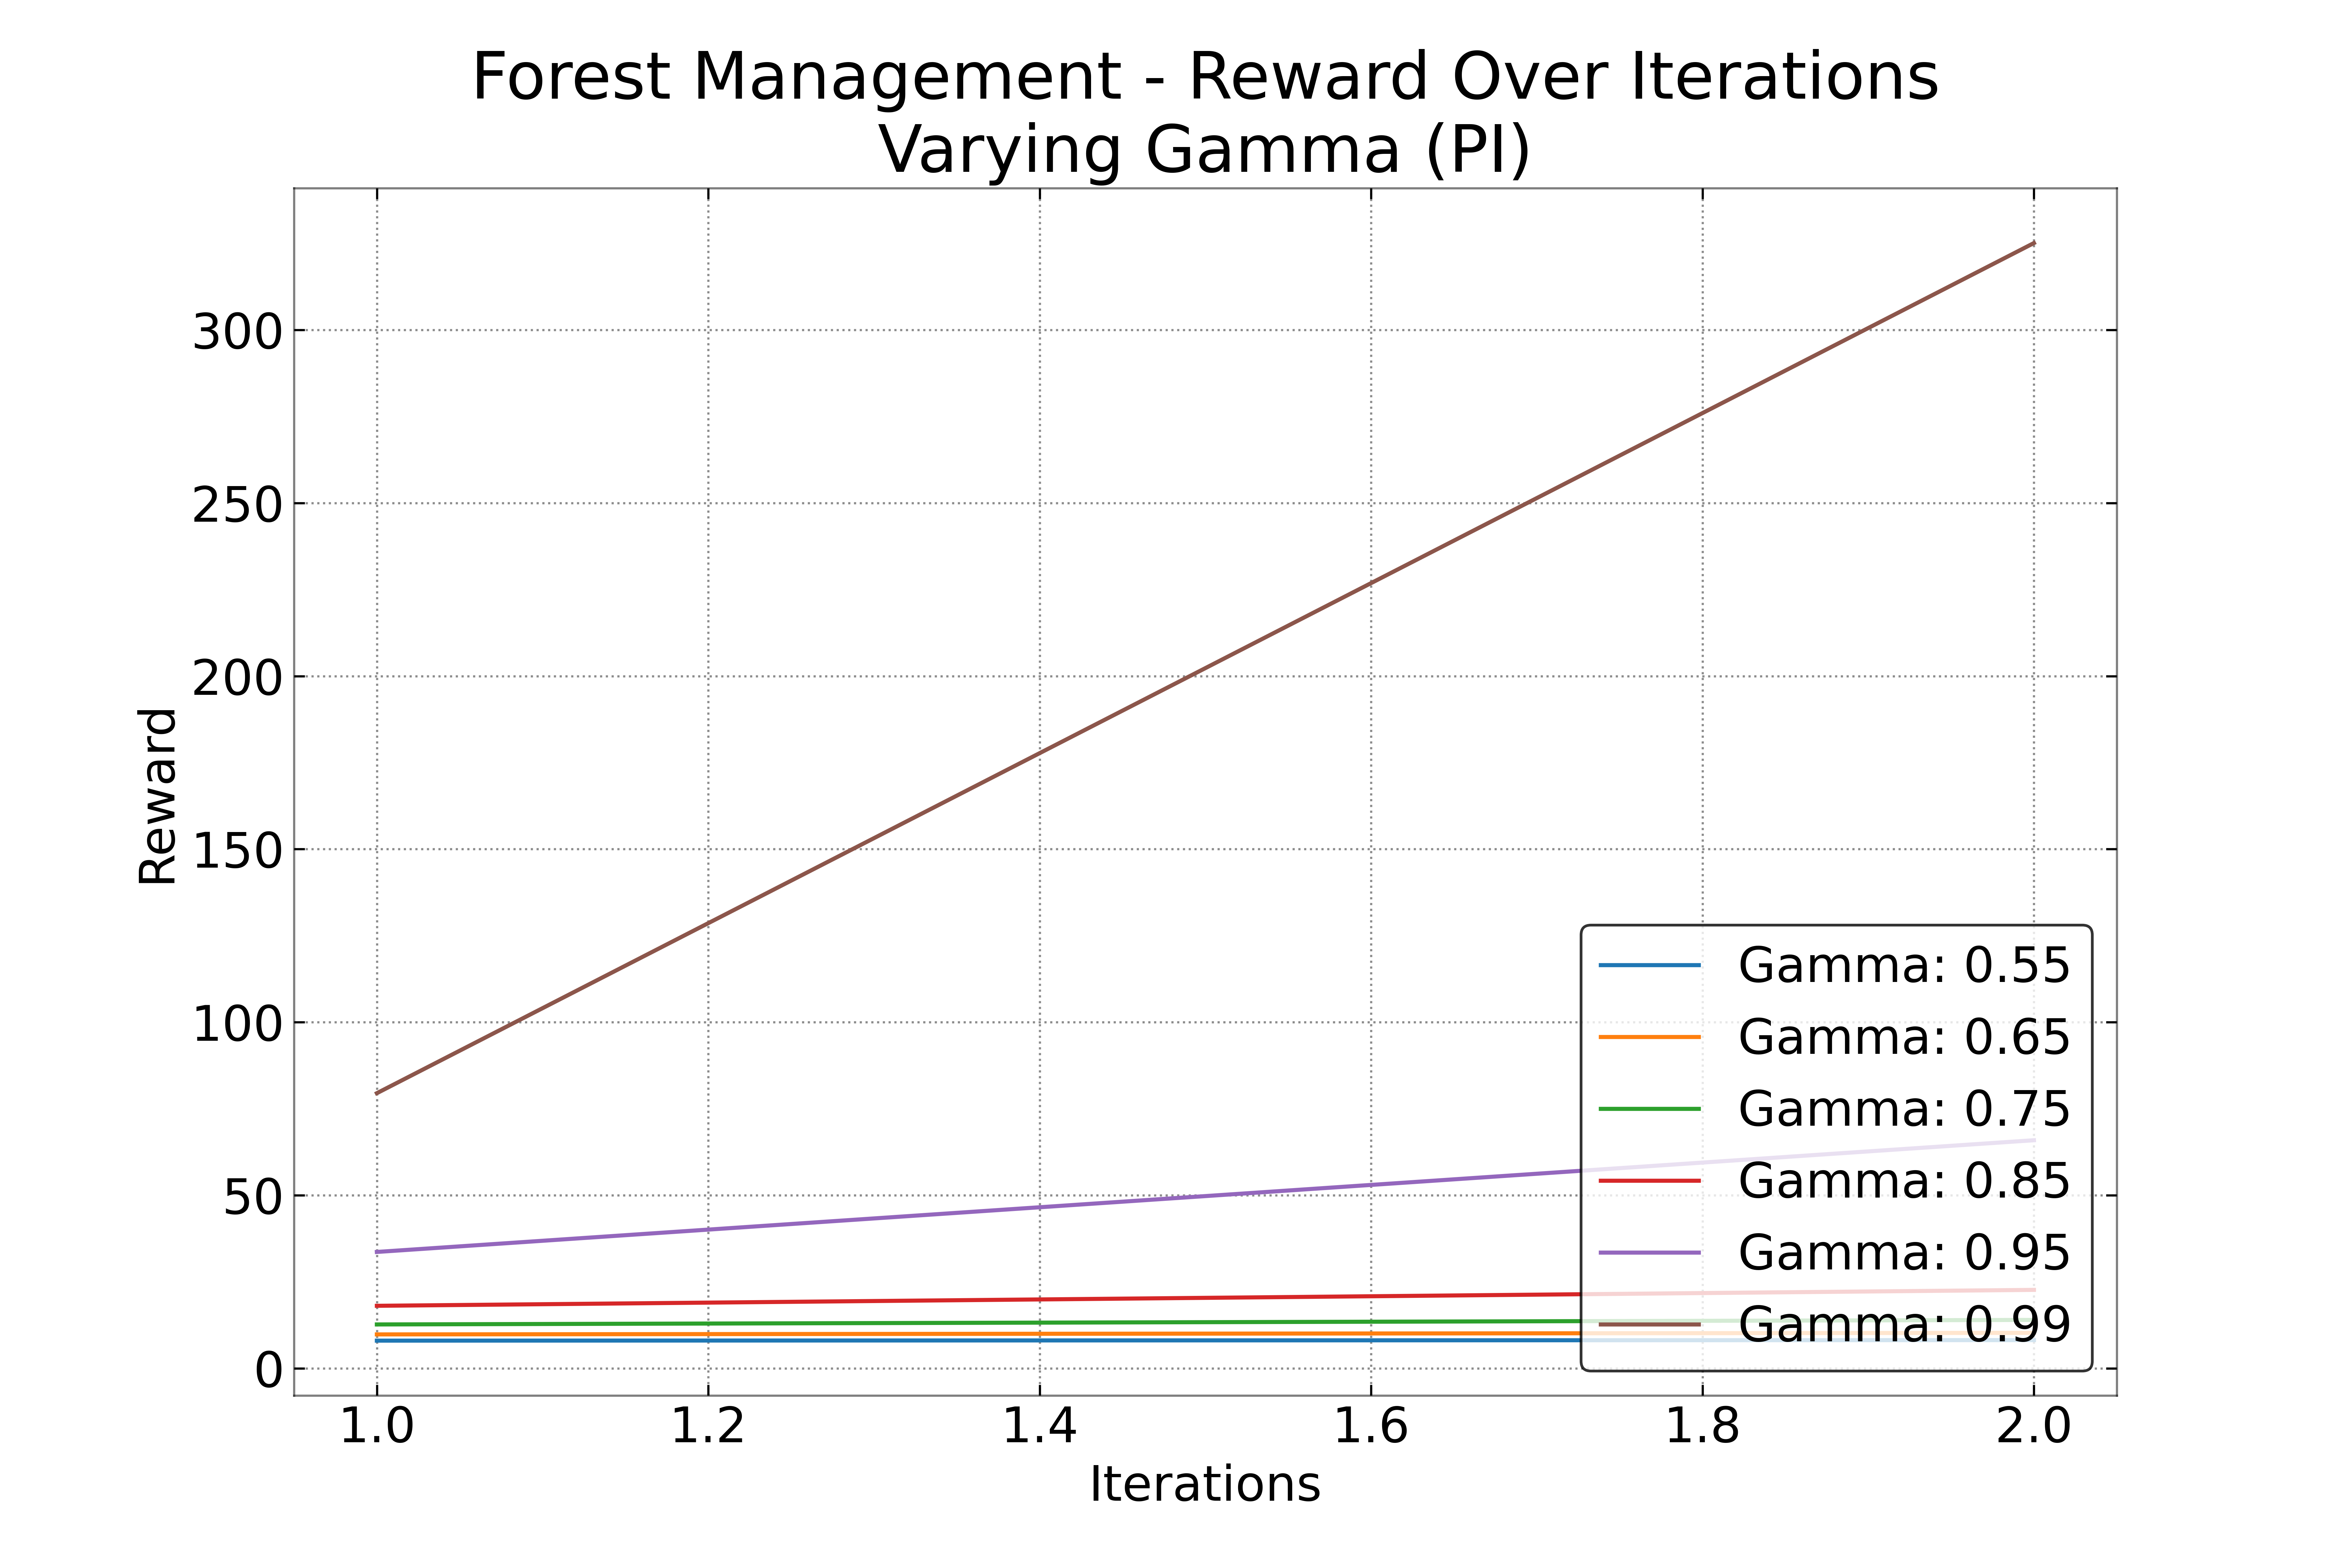 Forest Management - Reward Over Iterations
Varying Gamma (PI)
Reward
300
250
200
150
100
50
0
Gamma: 0.55
Gamma: 0.65
Gamma: 0.75
Gamma: 0.85
Gamma: 0.95
Gamma: 0.99
1.0 1.2 1.4 1.6 1.8 2.0
Iterations